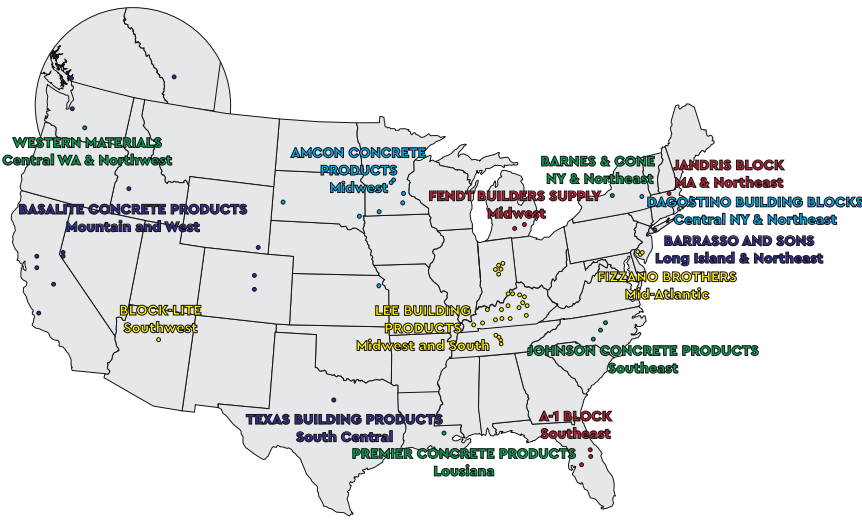 WESTERN MATERIALS
Central WA & Northwest
AMCON CONCRETE
PRODUCTS
Midwest
BARNES & CONE
NY & Northeast
JANDRIS BLOCK
MA & Northeast
FENDT BUILDERS SUPPLY
Midwest
DAGOSTINO BUILDING BLOCKS
Central NY & Northeast
BASALITE CONCRETE PRODUCTS
Mountain and West
BARRASSO AND SONS
Long Island & Northeast
FIZZANO BROTHERS
Mid-Atlantic
BLOCK-LITE
Southwest
LEE BUILDING
PRODUCTS
Midwest and South
JOHNSON CONCRETE PRODUCTS
Southeast
TEXAS BUILDING PRODUCTS
South Central
A-1 BLOCK
Southeast
PREMIER CONCRETE PRODUCTS
Lousiana